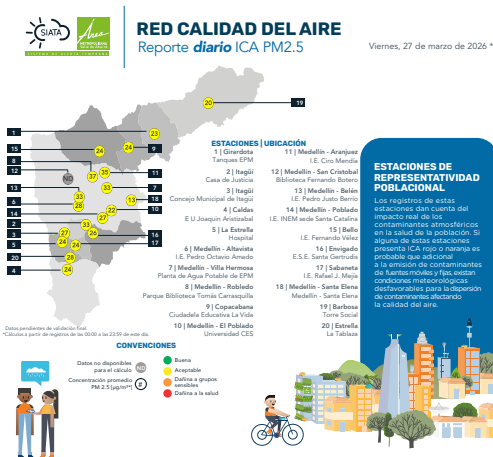 SIATA
SISTEMA DE ALERTA TEMPRANA
Área
METROPOLITANA
Valle de Aburrá
RED CALIDAD DEL AIRE
Reporte diario ICA PM2.5
Viernes, 27 de marzo de 2026 *
20
19
1
23
15
24
24
9
8
12
ND
37
35
11
13
33
7
6
33
13
18
14
28
22
10
27
2
33
3
27
26
16
5
24
24
17
20
28
4
24
ESTACIONES | UBICACIÓN
1 | Girardota
Tanques EPM
2 | Itagüí
Casa de Justicia
3 | Itagüí
Concejo Municipal de Itagüí
4 | Caldas
E U Joaquín Aristizabal
5 | La Estrella
Hospital
6 | Medellín - Altavista
I.E. Pedro Octavio Amado
7 | Medellín - Villa Hermosa
Planta de Agua Potable de EPM
8 | Medellín - Robledo
Parque Biblioteca Tomás Carrasquilla
9 | Copacabana
Ciudadela Educativa La Vida
10 | Medellín - El Poblado
Universidad CES
11 | Medellín - Aranjuez
I.E. Ciro Mendía
12 | Medellín - San Cristobal
Biblioteca Fernando Botero
13 | Medellín - Belén
I.E. Pedro Justo Berrio
14 | Medellín - Poblado
I.E. INEM sede Santa Catalina
15 | Bello
I.E. Fernando Vélez
16 | Envigado
E.S.E. Santa Gertrudis
17 | Sabaneta
I.E. Rafael J. Mejia
18 | Medellín - Santa Elena
Medellín - Santa Elena
19 | Barbosa
Torre Social
20 | Estrella
La Tablaza
ESTACIONES DE
REPRESENTATIVIDAD
POBLACIONAL
Los registros de estas
estaciones dan cuenta del
impacto real de los
contaminantes atmosféricos
en la salud de la población. Si
alguna de estas estaciones
presenta ICA rojo o naranja es
probable que adicional
a la emisión de contaminantes
de fuentes móviles y fijas, existan
condiciones meteorológicas
desfavorables para la dispersión
de contaminantes afectando
la calidad del aire.
Datos pendientes de validación final.
*Cálculos a partir de registros de las 00:00 a las 23:59 de este día.
CONVENCIONES
Datos no disponibles
para el cálculo
ND
Concentración promedio
PM 2.5 [µg/m³]
#
Buena
Aceptable
Dañina a grupos
sensibles
Dañina a la salud